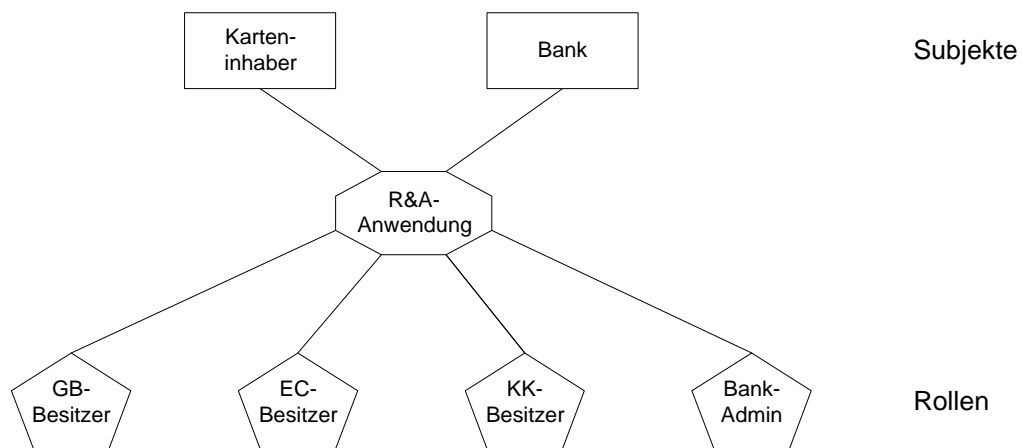 Karten-
inhaber
Bank
Subjekte
R&A-
Anwendung
GB-
Besitzer
EC-
Besitzer
KK-
Besitzer
Bank-
Admin
Rollen